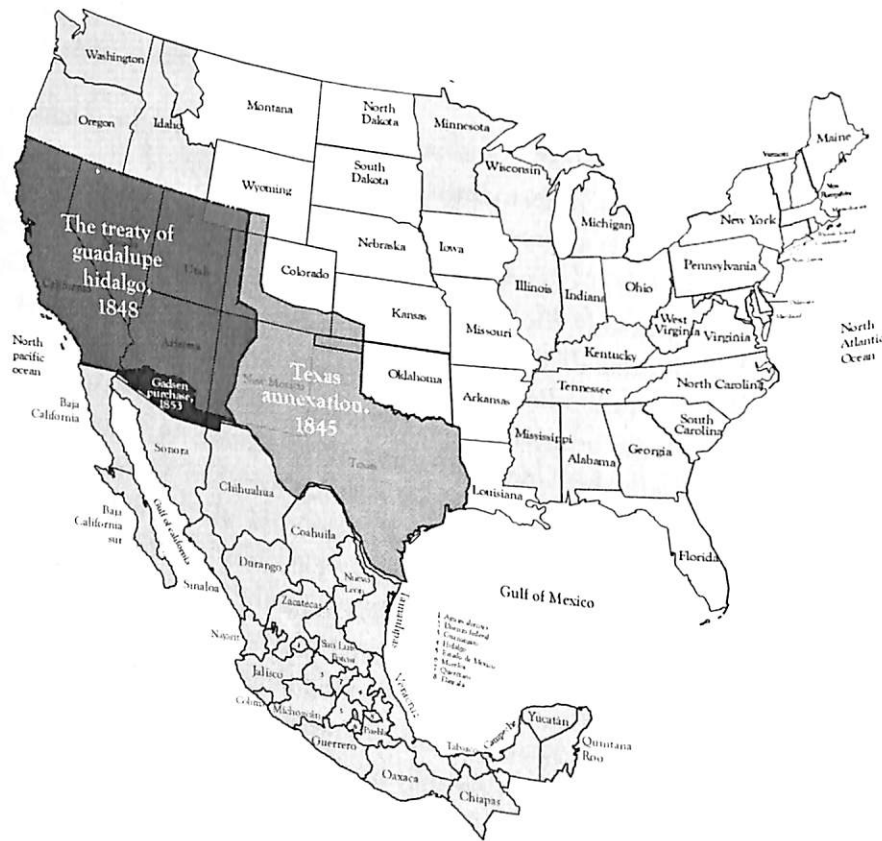 Washington
Oregon
Idaho
Montana
North
Dakota
Minnesota
South
Dakota
Wyoming
Wisconsin
Michigan
Maine
Vermont
New
Hampshire
New York
Nebraska
Iowa
Pennsylvania
Illinois
Indiana
Ohio
Colorado
Kansas
Missouri
West
Virginia
Virginia
Kentucky
The treaty of
guadalupe
hidalgo,
1848
California
Utah
Arizona
North
pacific
ocean
North
Atlantic
Ocean
Gadsen
purchase,
1853
New Mexico
Texas
annexation,
1845
Texas
Oklahoma
Arkansas
Tennessee
North Carolina
South
Carolina
Mississippi
Alabama
Georgia
Louisiana
Florida
Baja
California
Sonora
Chihuahua
Gulf of california
Baja
California
sur
Coahuila
Sinaloa
Durango
Nuevo
Leon
Zacatecas
Tamaulipas
Gulf of Mexico
Nayarit
San Luis
Potosi
Jalisco
Colima
Michoacán
Veracruz
Puebla
Guerrero
Oaxaca
Tabasco
Campeche
Yucatán
Quintana
Roo
Chiapas